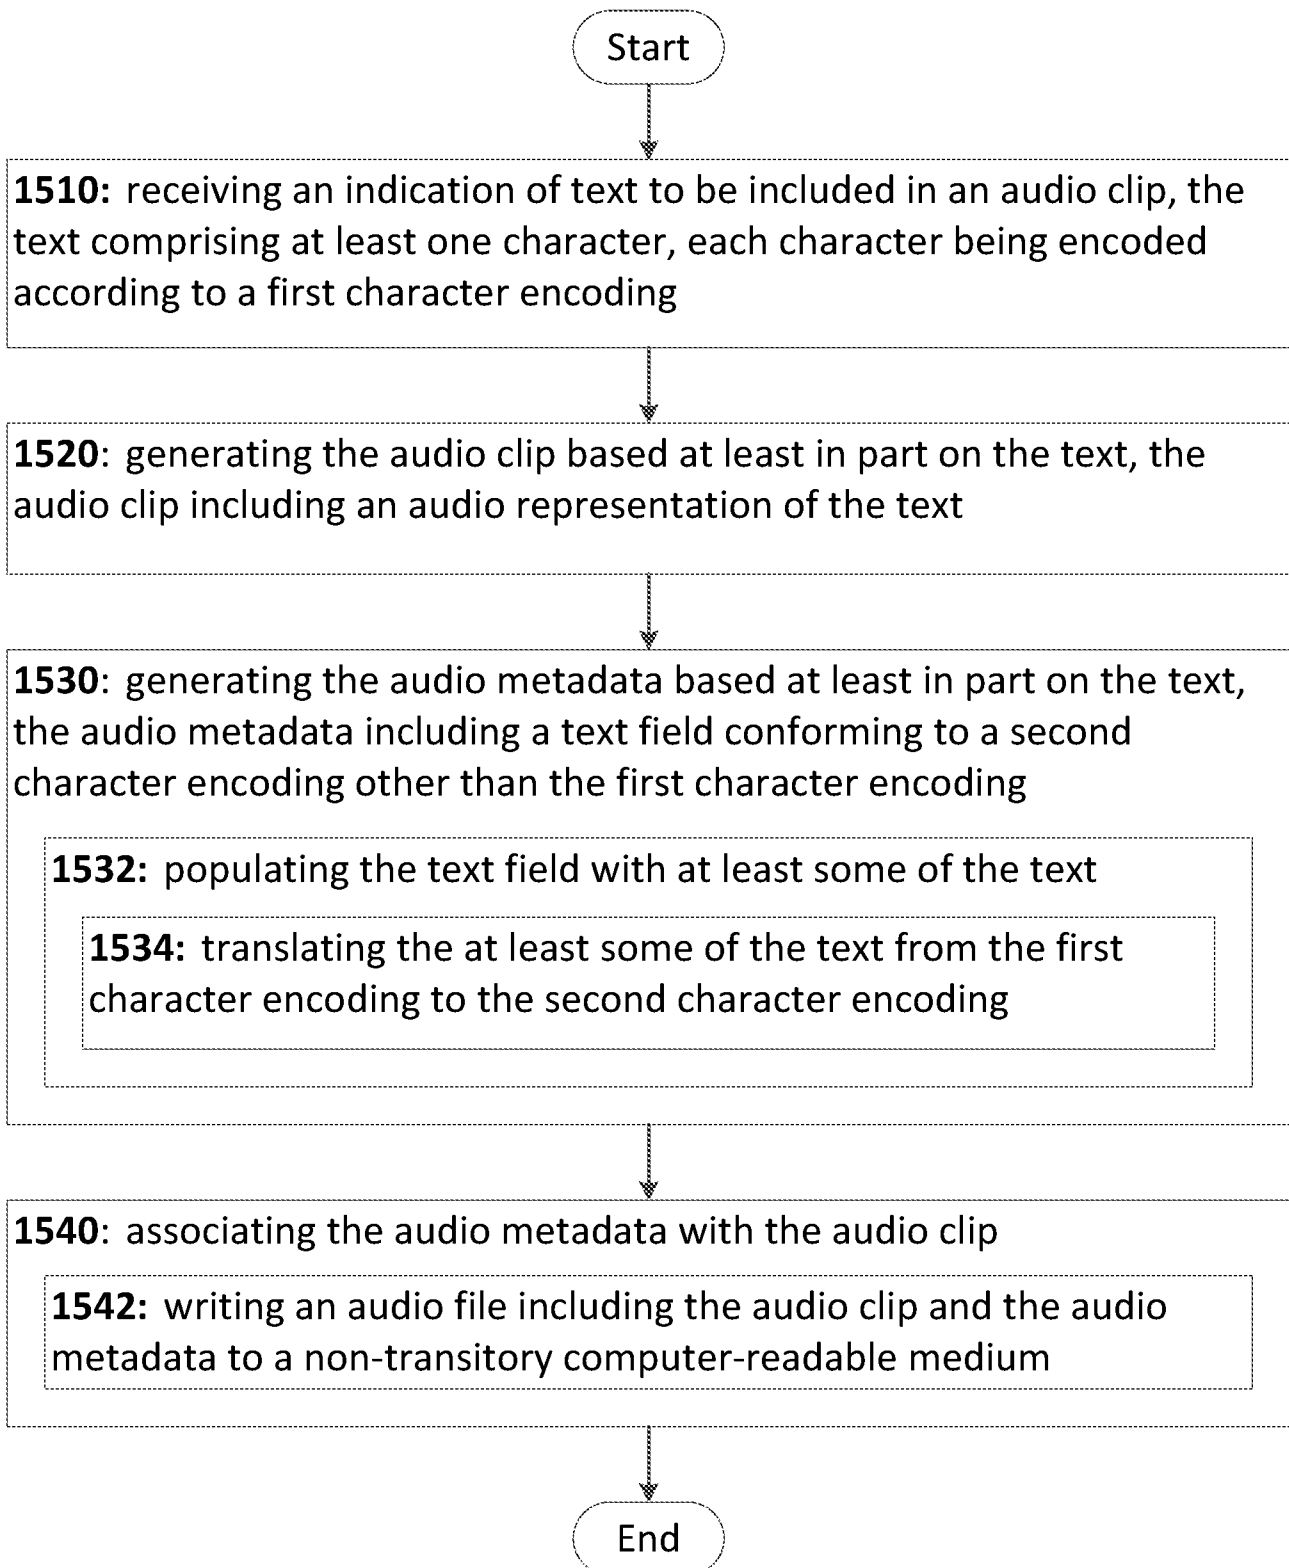 Start
1510: receiving an indication of text to be included in an audio clip, the
text comprising at least one character, each character being encoded
according to a first character encoding
1520: generating the audio clip based at least in part on the text, the
audio clip including an audio representation of the text
1530: generating the audio metadata based at least in part on the text,
the audio metadata including a text field conforming to a second
character encoding other than the first character encoding
1532: populating the text field with at least some of the text
1534: translating the at least some of the text from the first
character encoding to the second character encoding
1540: associating the audio metadata with the audio clip
1542: writing an audio file including the audio clip and the audio
metadata to a non-transitory computer-readable medium
End